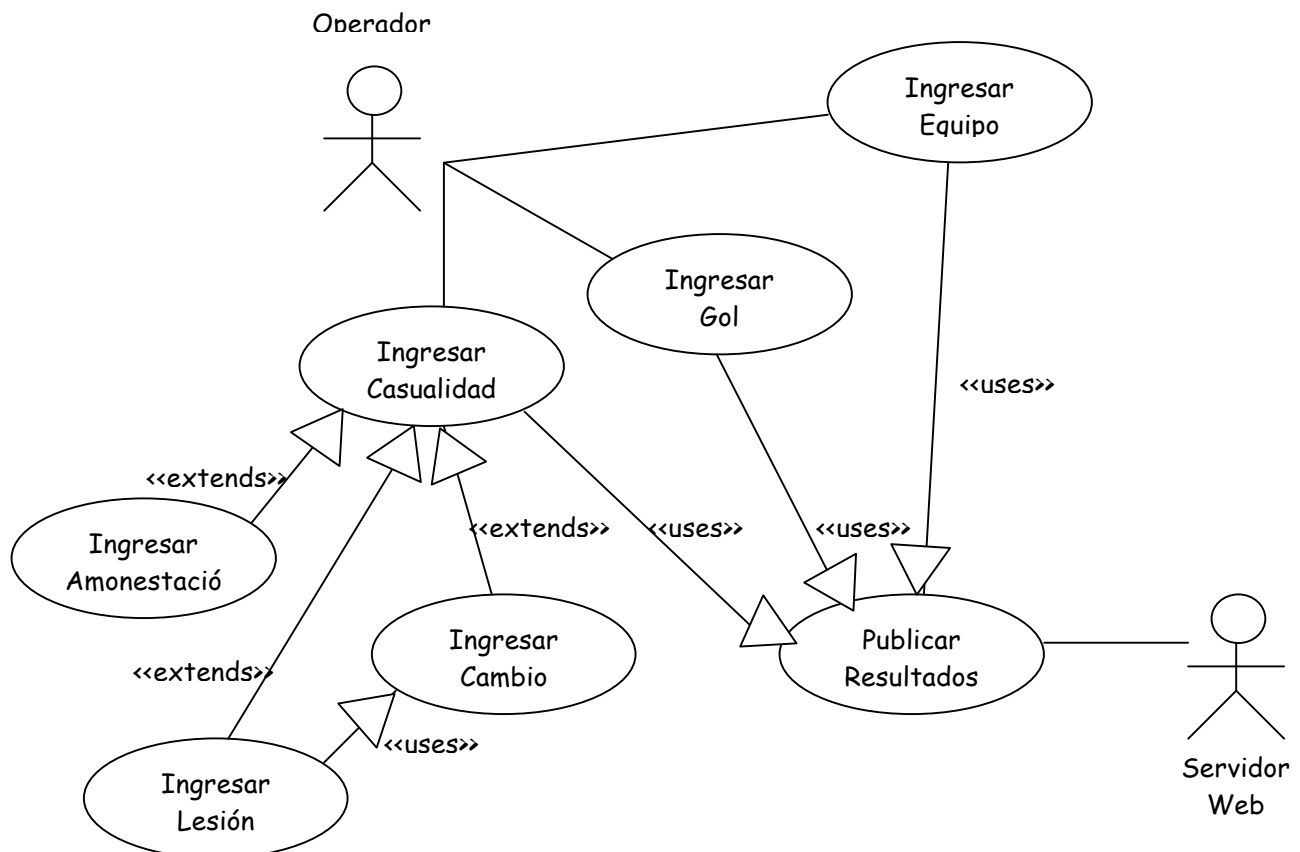 Operador
Ingresar
Equipo
Ingresar
Gol
Ingresar
Casualidad
<<uses>>
<<extends>>
Ingresar
Amonestació
<<extends>>
<<uses>>
<<uses>>
Ingresar
Cambio
Publicar
Resultados
<<extends>>
<<uses>>
Ingresar
Lesión
Servidor
Web